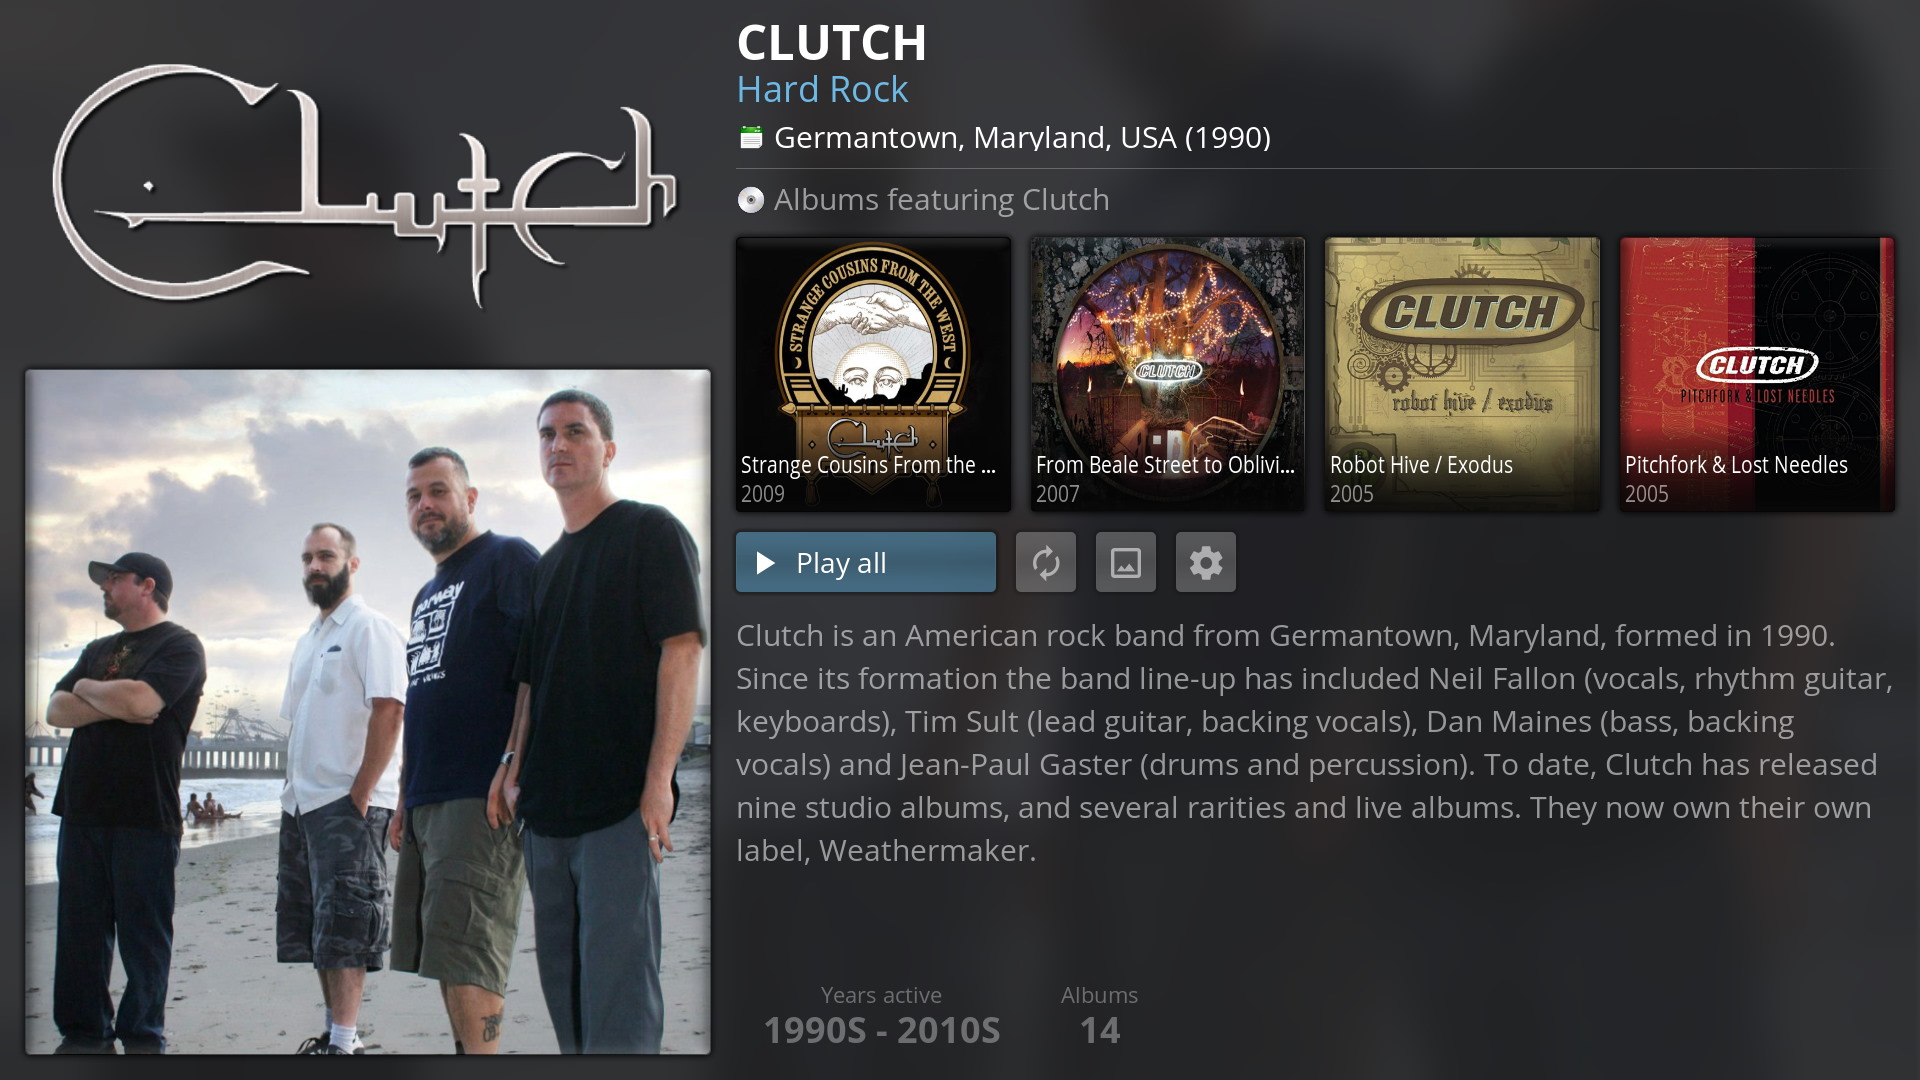 Clutch
CLUTCH
Hard Rock
Germantown, Maryland, USA (1990)
Albums featuring Clutch
STRANGE COUSINS FROM THE WEST
Clutch
Strange Cousins From the ...
2009
CLUTCH
From Beale Street to Oblivi...
2007
CLUTCH
robot hive / exodus
Robot Hive / Exodus
2005
CLUTCH
PITCHFORK & LOST NEEDLES
Pitchfork & Lost Needles
2005
Play all
norway
Clutch is an American rock band from Germantown, Maryland, formed in 1990.
Since its formation the band line-up has included Neil Fallon (vocals, rhythm guitar,
keyboards), Tim Sult (lead guitar, backing vocals), Dan Maines (bass, backing
vocals) and Jean-Paul Gaster (drums and percussion). To date, Clutch has released
nine studio albums, and several rarities and live albums. They now own their own
label, Weathermaker.
Years active
1990S - 2010S
Albums
14